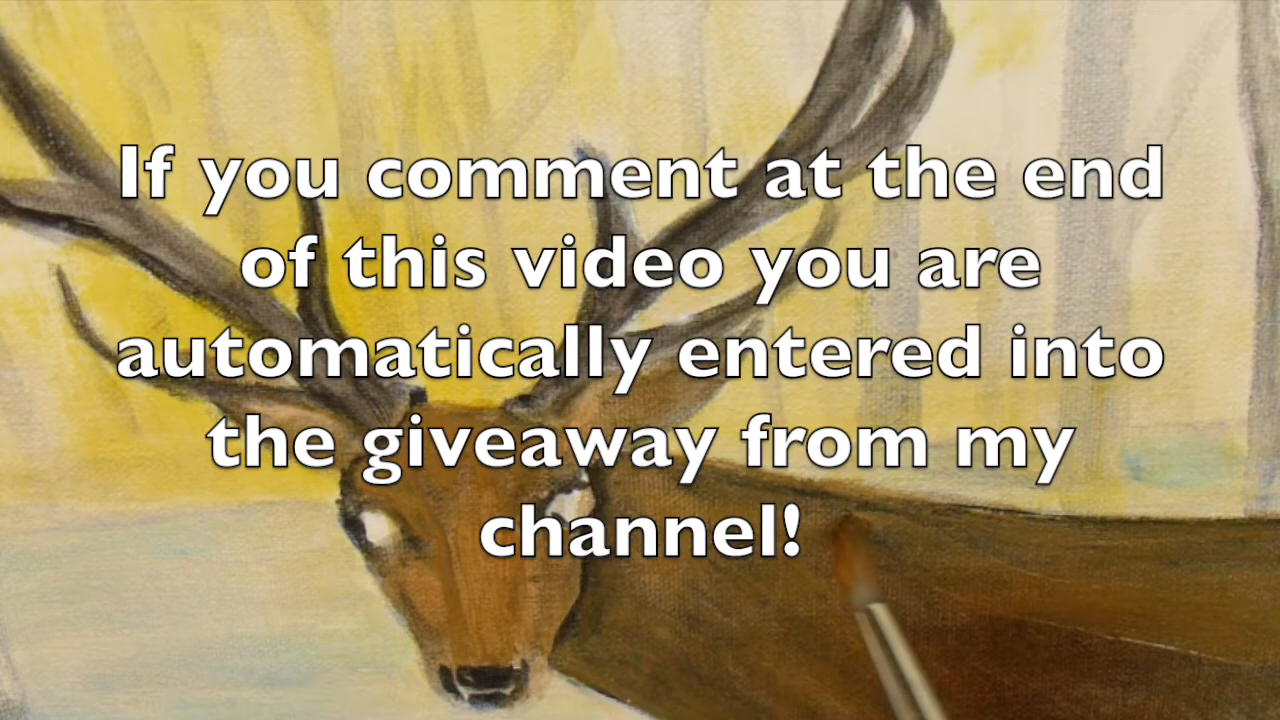 If you comment at the end
of this video you are
automatically entered into
the giveaway from my
channel!